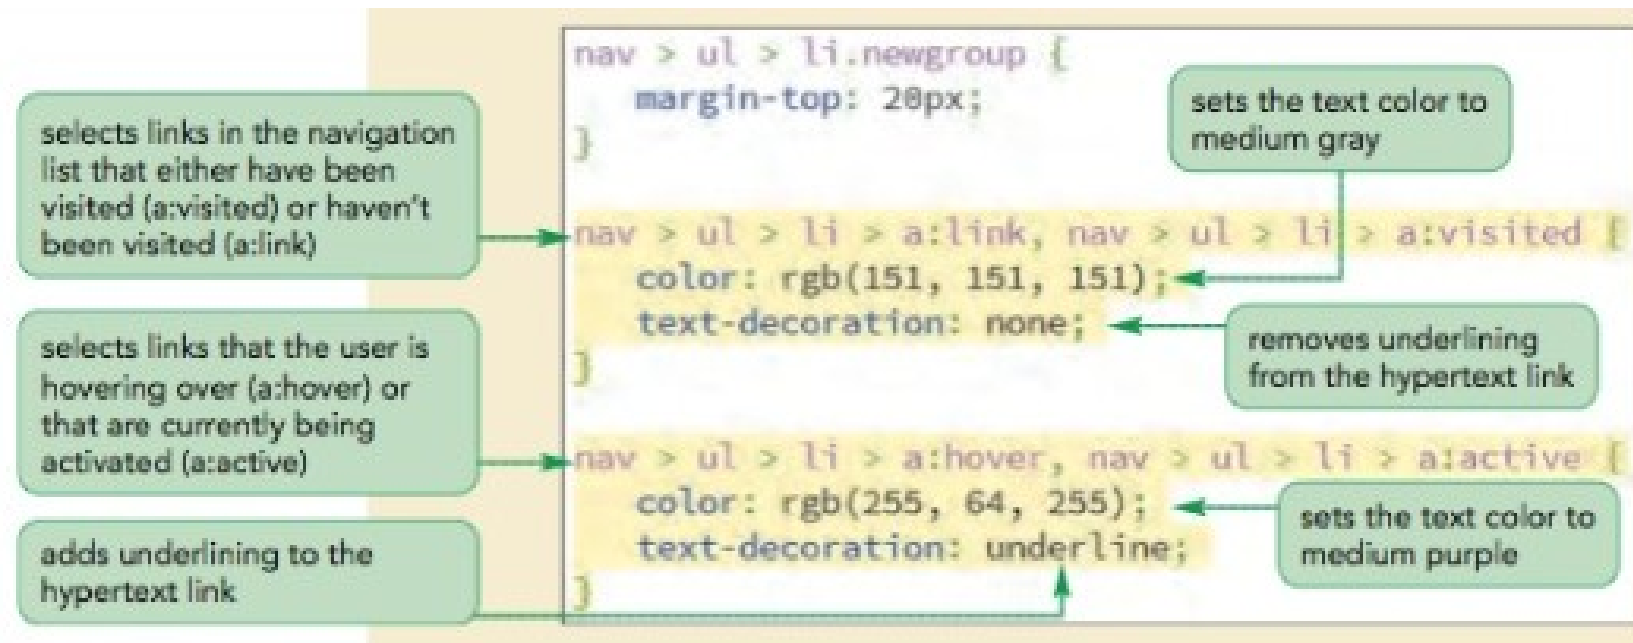 nav > ul > li.newgroup {
margin-top: 20px;
}
selects links in the navigation
list that either have been
visited (a:visited) or haven't
been visited (a:link)
sets the text color to
medium gray
nav > ul > li > a:link, nav > ul > li > a:visited {
color: rgb(151, 151, 151);
text-decoration: none;
}
removes underlining
from the hypertext link
selects links that the user is
hovering over (a:hover) or
that are currently being
activated (a:active)
nav > ul > li > a:hover, nav > ul > li > a:active {
color: rgb(255, 64, 255);
text-decoration: underline;
}
sets the text color to
medium purple
adds underlining to the
hypertext link